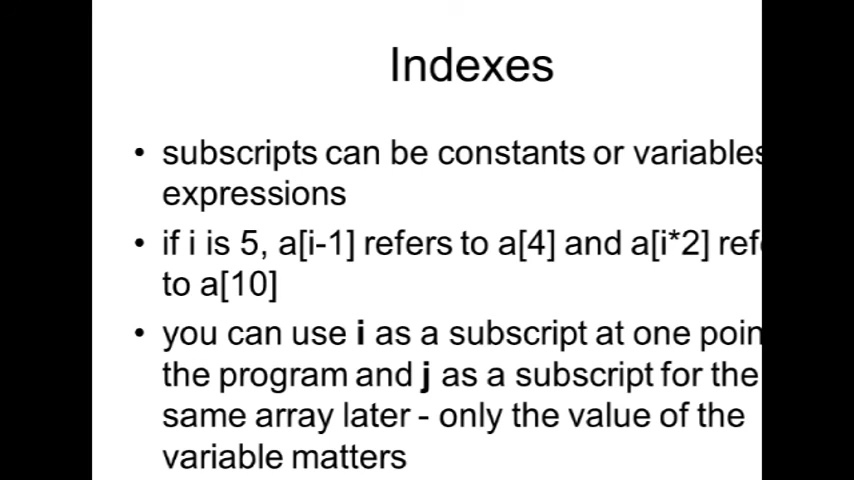 Indexes
• subscripts can be constants or variables
expressions
• if i is 5, a[i-1] refers to a[4] and a[i*2]
to a[10]
• you can use i as a subscript at one
the program and j as a subscript for the
same array later - only the value of the
variable matters